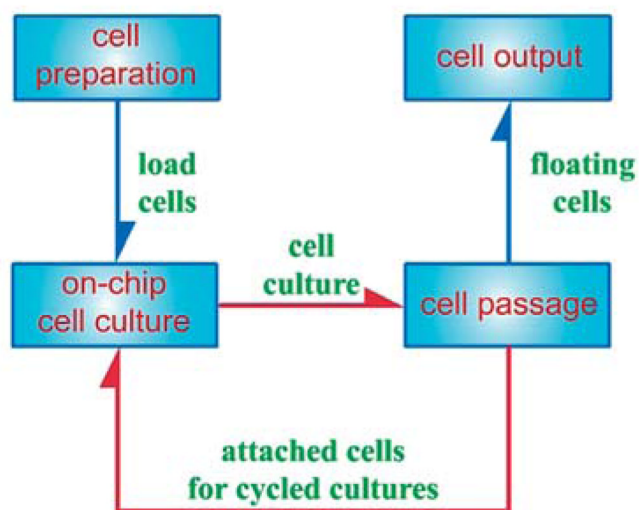 cell
preparation
cell output
load
cells
floating
cells
cell
culture
on-chip
cell culture
cell passage
attached cells
for cycled cultures